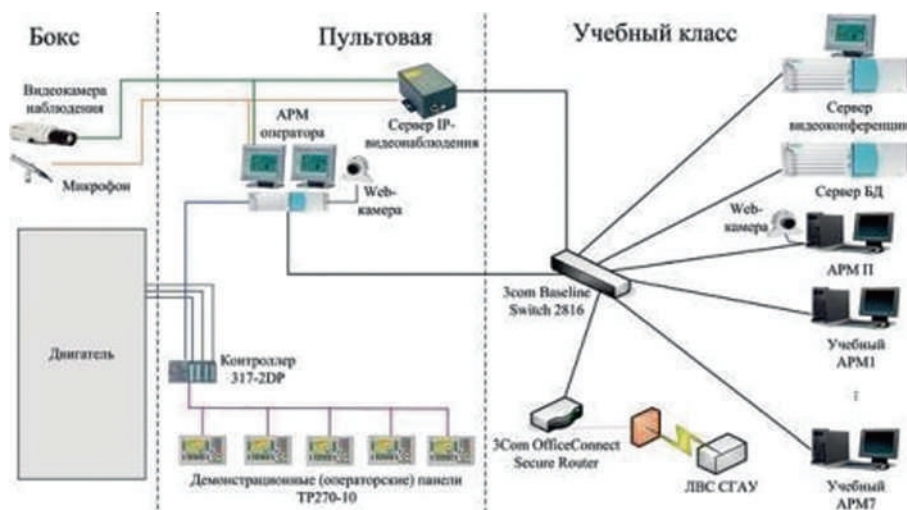 Бокс
Пультовая
Учебный класс
Видеокамера
наблюдения
Микрофон
АРМ
оператора
Web-
камера
Сервер IP-
видеонаблюдения
Сервер
видеоконференции
Сервер БД
Web-
камера
АРМ П
3com Baseline
Switch 2816
Учебный
АРМ1
Двигатель
Контроллер
317-2DP
3Com OfficeConnect
Secure Router
ЛВС СГАУ
Учебный
АРМ7
Демонстрационные (операторские) панели
TP270-10